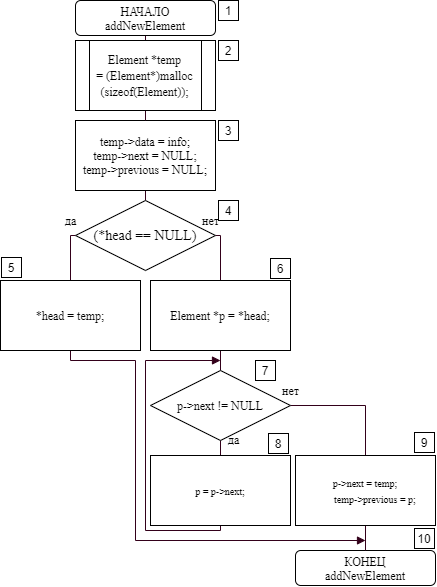 НАЧАЛО
addNewElement
1
2
Element *temp
= (Element*)malloc
(sizeof(Element));
3
temp->data = info;
temp->next = NULL;
temp->previous = NULL;
4
да
нет
(*head == NULL)
5
6
*head = temp;
Element *p = *head;
7
p->next != NULL
нет
да
8
9
p = p->next;
p->next = temp;
temp->previous = p;
10
КОНЕЦ
addNewElement